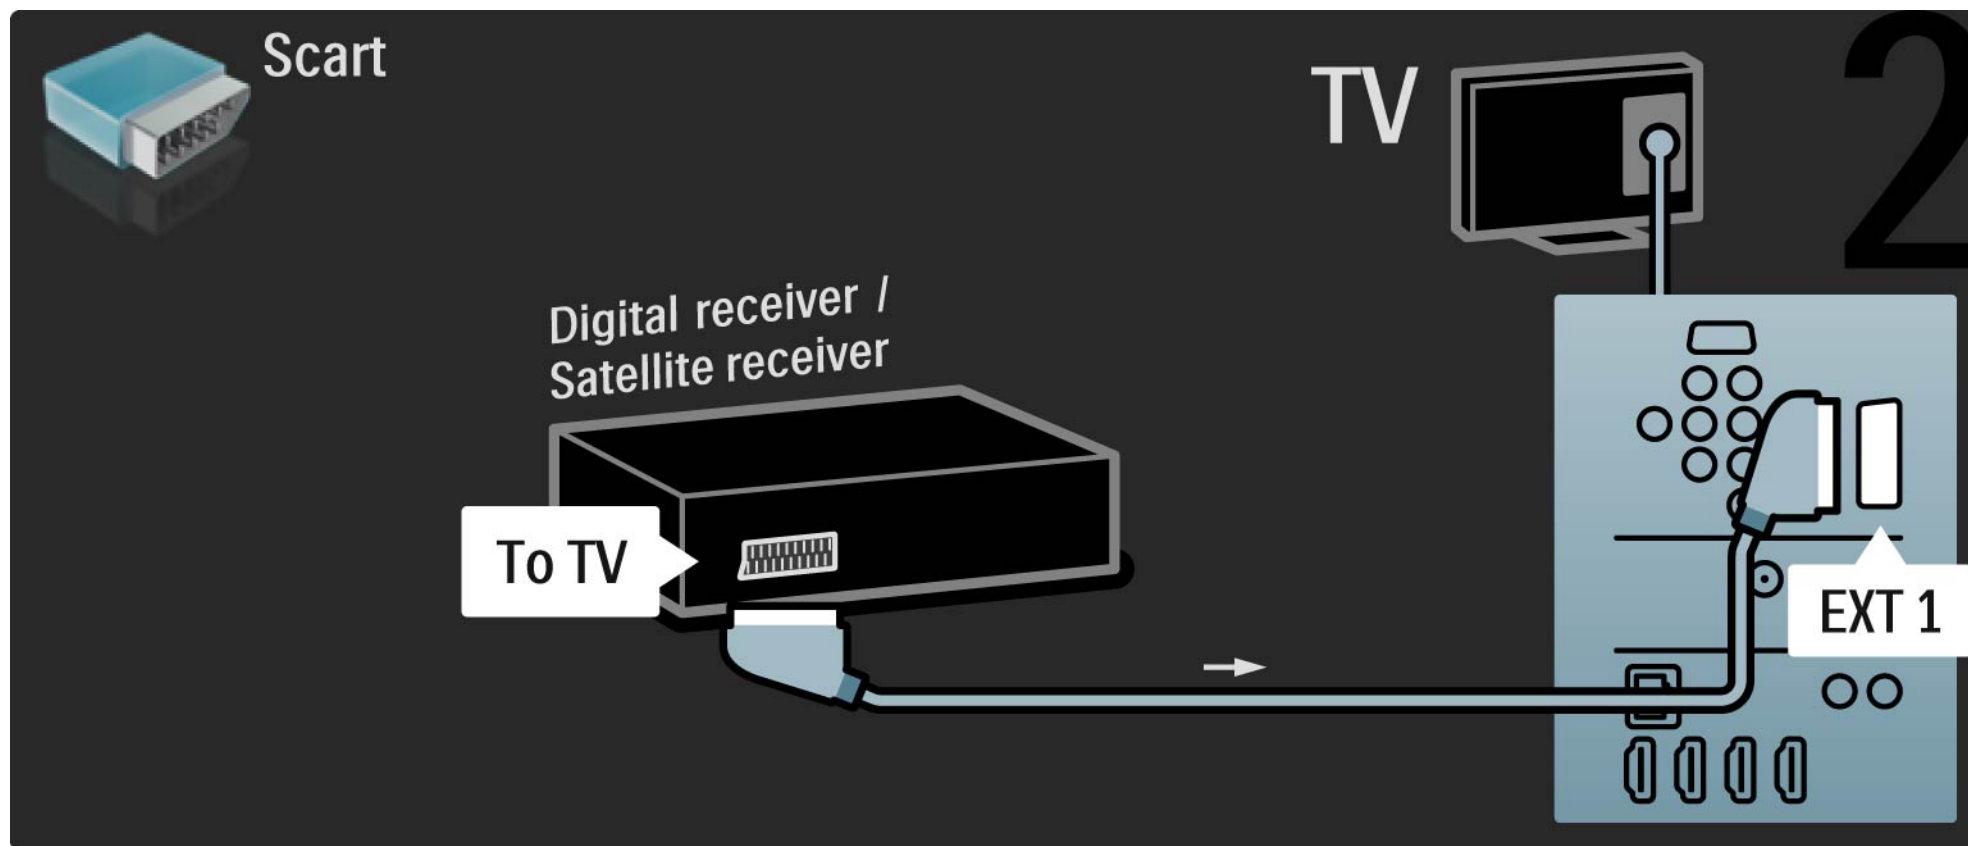 Scart
TV
2
Digital receiver /
Satellite receiver
To TV
EXT 1